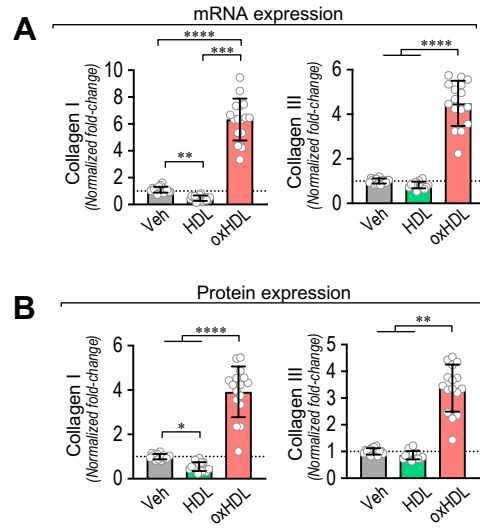 A
mRNA expression
Collagen I
(Normalized fold-change)
10
8
6
4
2
0
****
***
**
Veh
HDL
oxHDL
Collagen III
(Normalized fold-change)
6
4
2
0
****
Veh
HDL
oxHDL
B
Protein expression
Collagen I
(Normalized fold-change)
6
4
2
0
****
*
Veh
HDL
oxHDL
Collagen III
(Normalized fold-change)
5
4
3
2
1
0
**
Veh
HDL
oxHDL